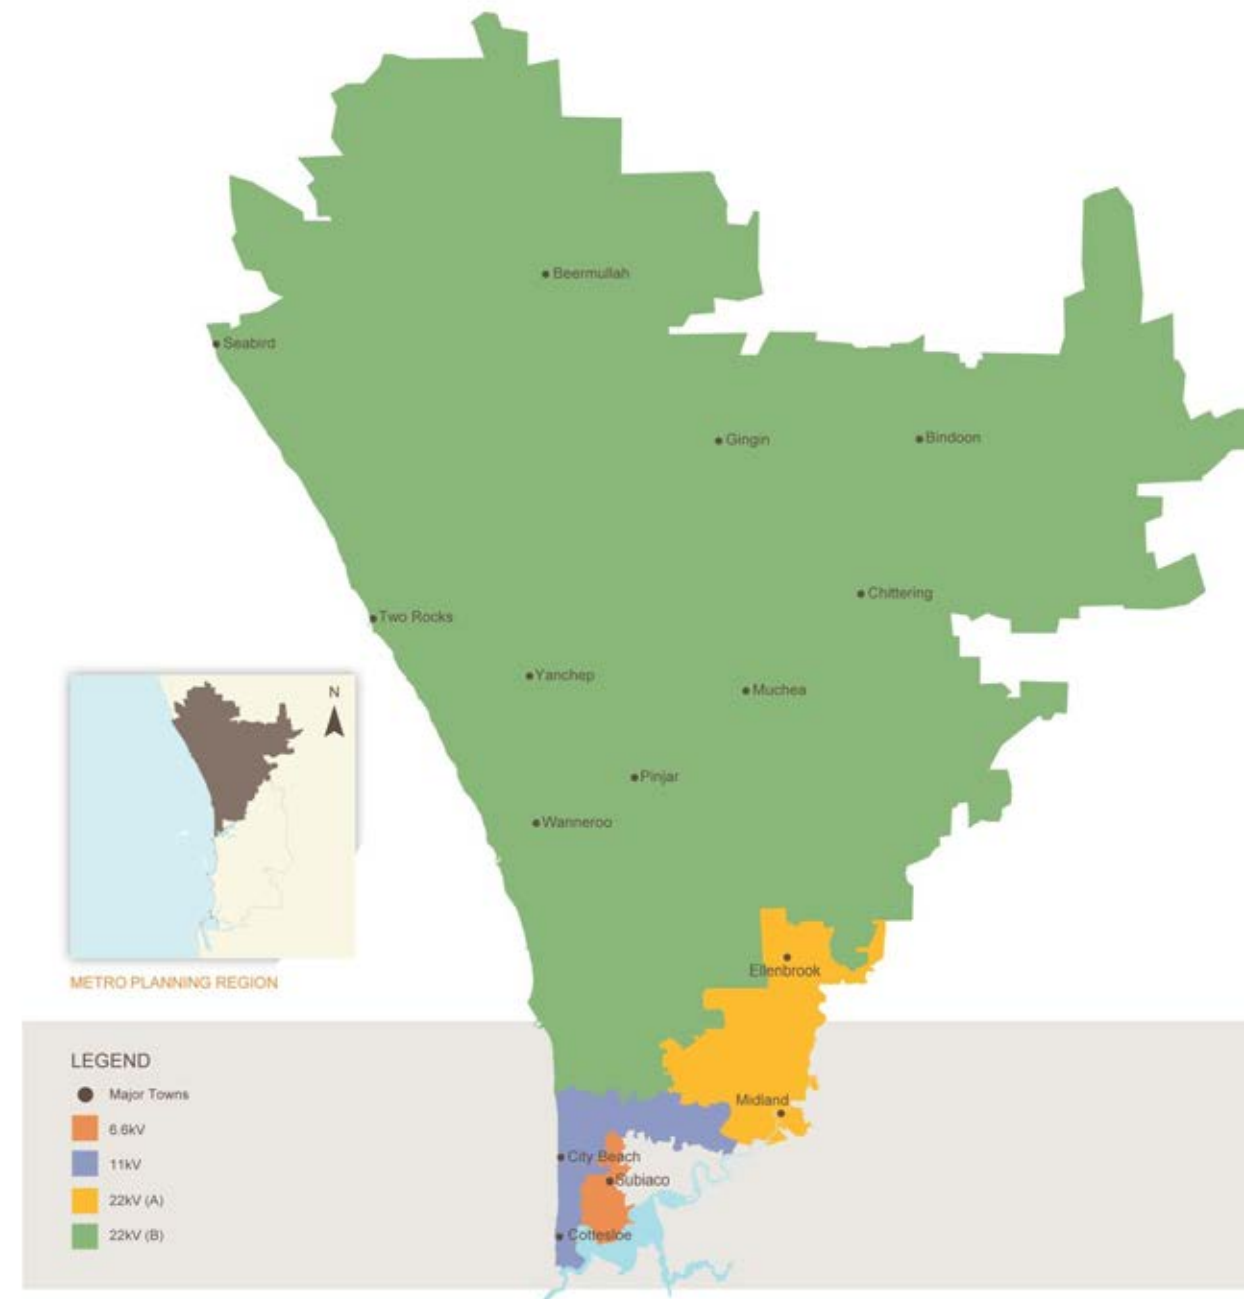 Beermullah
Seabird
Gingin
Bindoon
Chittering
Two Rocks
Yanchep
Muchea
N
Pinjar
Wanneroo
Ellenbrook
METRO PLANNING REGION
LEGEND
Major Towns
Midland
6.6kV
11kV
City Beach
Subiaco
22kV (A)
22kV (B)
Cottesloe